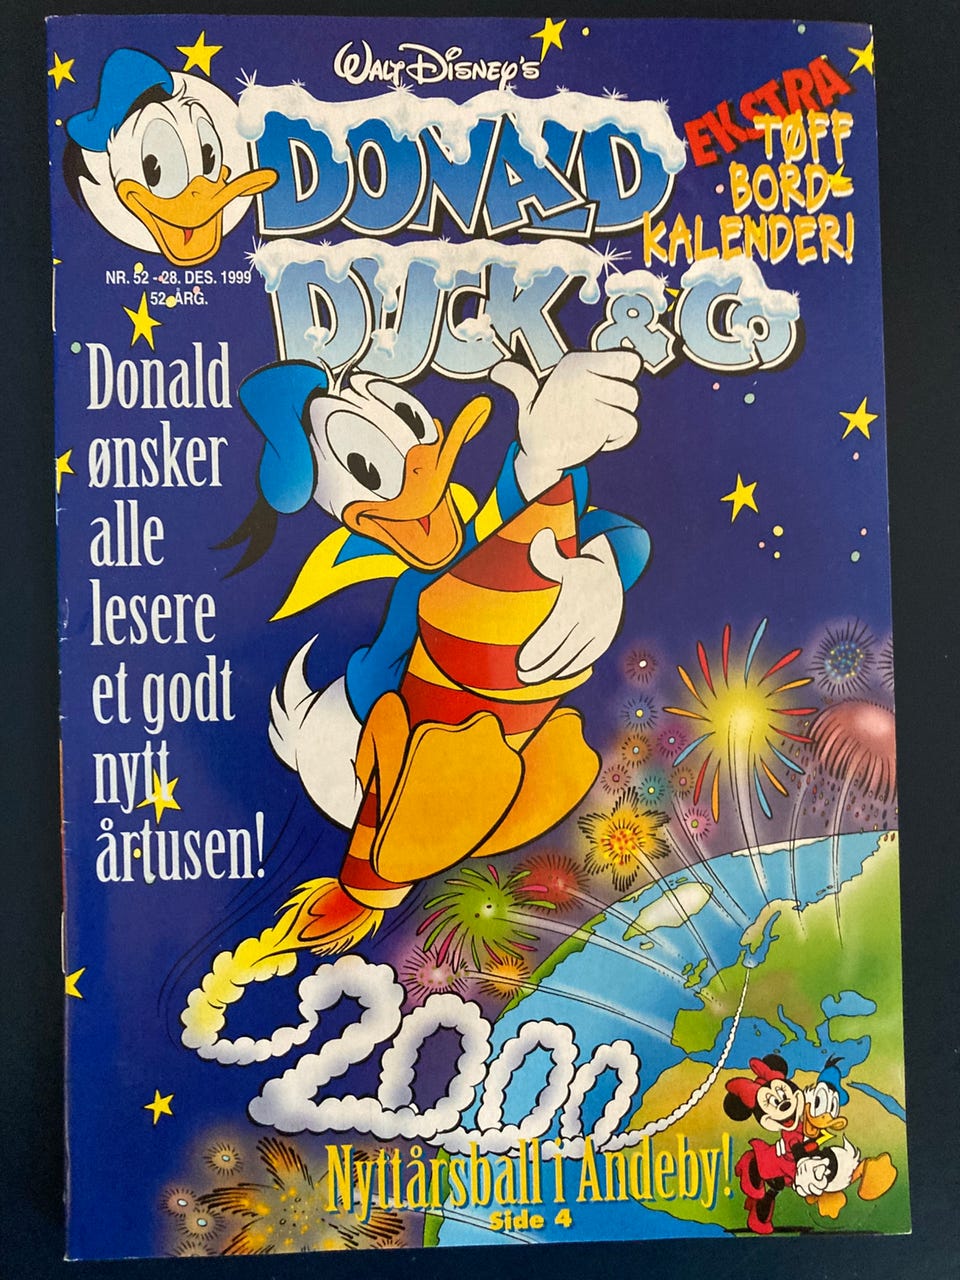 Walt Disney's
DONALD
DUCK & Co
EKSTRA
TØFF
BORD-
KALENDER!
NR. 52 - 28. DES. 1999
52. ÅRG.
Donald
ønsker
alle
lesere
et godt
nytt
årtusen!
2000
Nyttårsball i Andeby!
Side 4